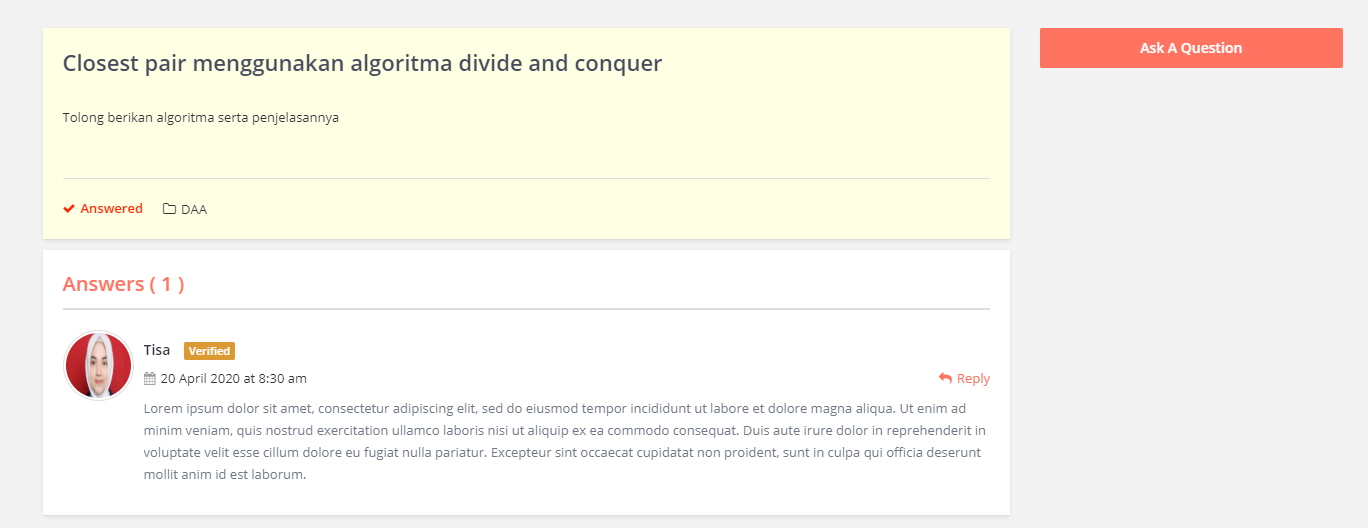 Closest pair menggunakan algoritma divide and conquer
Ask A Question
Tolong berikan algoritma serta penjelasannya
Answered DAA
Answers ( 1 )
Tisa Verified
20 April 2020 at 8:30 am Reply
Lorem ipsum dolor sit amet, consectetur adipiscing elit, sed do eiusmod tempor incididunt ut labore et dolore magna aliqua. Ut enim ad
minim veniam, quis nostrud exercitation ullamco laboris nisi ut aliquip ex ea commodo consequat. Duis aute irure dolor in reprehenderit in
voluptate velit esse cillum dolore eu fugiat nulla pariatur. Excepteur sint occaecat cupidatat non proident, sunt in culpa qui officia deserunt
mollit anim id est laborum.